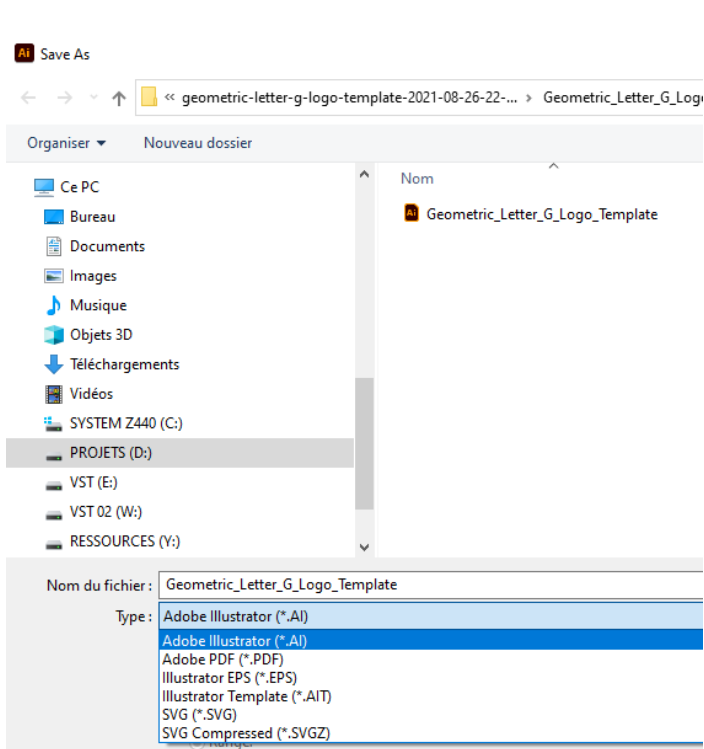 Ai Save As
« geometric-letter-g-logo-template-2021-08-26-22-... › Geometric_Letter_G_Logo
Organiser Nouveau dossier
Ce PC
Bureau
Documents
Images
Musique
Objets 3D
Téléchargements
Vidéos
SYSTEM Z440 (C:)
PROJETS (D:)
VST (E:)
VST 02 (W:)
RESSOURCES (Y:)
Nom
Ai Geometric_Letter_G_Logo_Template
Nom du fichier : Geometric_Letter_G_Logo_Template
Type : Adobe Illustrator (*.AI)
Adobe Illustrator (*.AI)
Adobe PDF (*.PDF)
Illustrator EPS (*.EPS)
Illustrator Template (*.AIT)
SVG (*.SVG)
SVG Compressed (*.SVGZ)
Range: